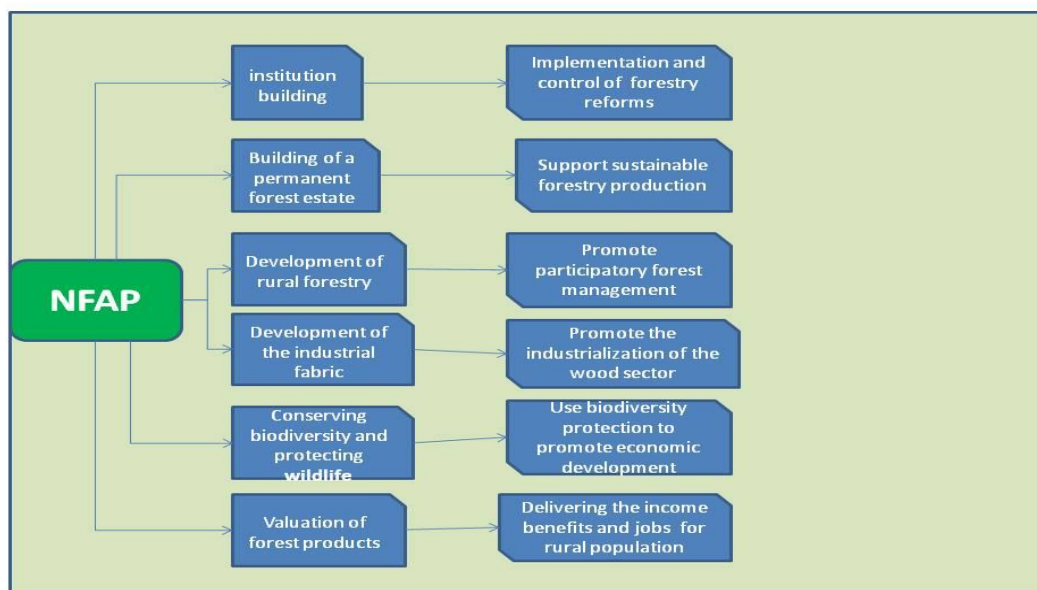 institution
building
Implementation and
control of forestry
reforms
Building of a
permanent
forest estate
Support sustainable
forestry production
NFAP
Development of
rural forestry
Promote
participatory forest
management
Development of
the industrial
fabric
Promote the
industrialization of the
wood sector
Conserving
biodiversity and
protecting
wildlife
Use biodiversity
protection to
promote economic
development
Valuation of
forest products
Delivering the income
benefits and jobs for
rural population